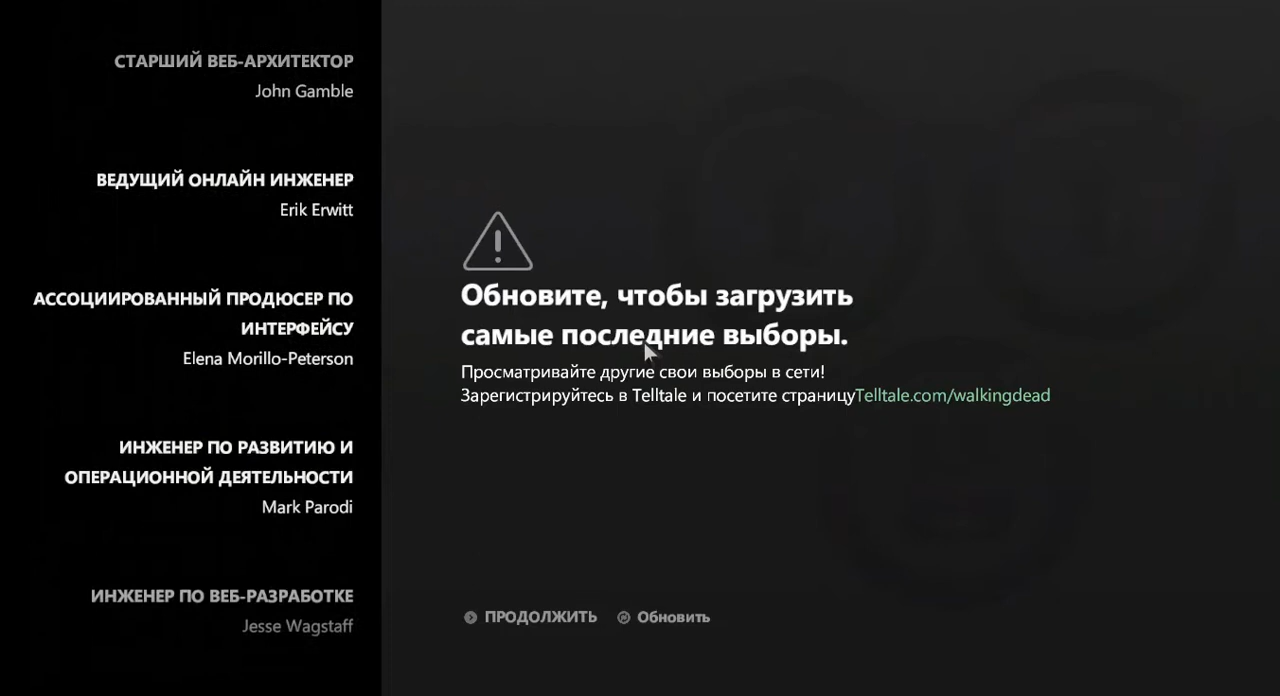 СТАРШИЙ ВЕБ-АРХИТЕКТОР
John Gamble
ВЕДУЩИЙ ОНЛАЙН ИНЖЕНЕР
Erik Erwitt
АССОЦИИРОВАННЫЙ ПРОДЮСЕР ПО
ИНТЕРФЕЙСУ
Elena Morillo-Peterson
ИНЖЕНЕР ПО РАЗВИТИЮ И
ОПЕРАЦИОННОЙ ДЕЯТЕЛЬНОСТИ
Mark Parodi
ИНЖЕНЕР ПО ВЕБ-РАЗРАБОТКЕ
Jesse Wagstaff
Обновите, чтобы загрузить
самые последние выборы.
Просматривайте другие свои выборы в сети!
Зарегистрируйтесь в Telltale и посетите страницуTelltale.com/walkingdead
ПРОДОЛЖИТЬ Обновить